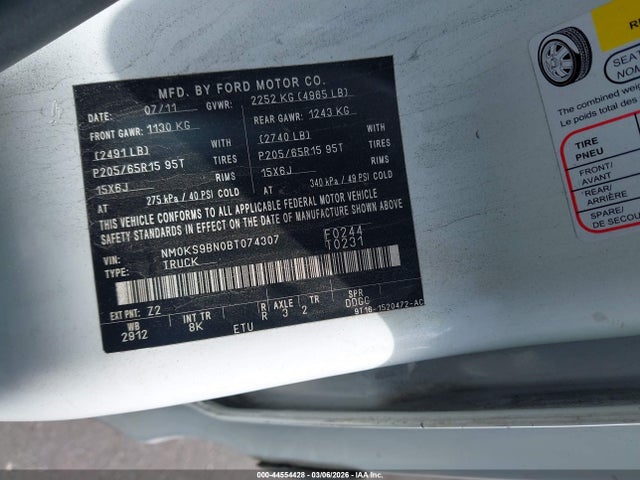 MFD. BY FORD MOTOR CO.
DATE: 07/11 GVWR: 2252 KG (4965 LB)
FRONT GAWR: 1130 KG REAR GAWR: 1243 KG
(2491 LB) WITH (2740 LB) WITH
P205/65R15 95T TIRES P205/65R15 95T TIRES
15X6J RIMS 15X6J RIMS
AT 275 kPa / 40 PSI COLD AT 340 kPa / 49 PSI COLD
THIS VEHICLE CONFORMS TO ALL APPLICABLE FEDERAL MOTOR VEHICLE
SAFETY STANDARDS IN EFFECT ON THE DATE OF MANUFACTURE SHOWN ABOVE.
VIN: NM0KS9BN0BT074307 F0244
TYPE: TRUCK T0231
EXT PNT: Z2 R AXLE TR SPR
WB INT TR R 3 2 DDGG
2912 8K ETU 9T16-1520472-AC
SEAT
NOM
The combined weig
Le poids total des
TIRE
PNEU
FRONT/
AVANT
REAR/
ARRIÈRE
SPARE/
DE SECOU
000-44554428 - 03/06/2026 -